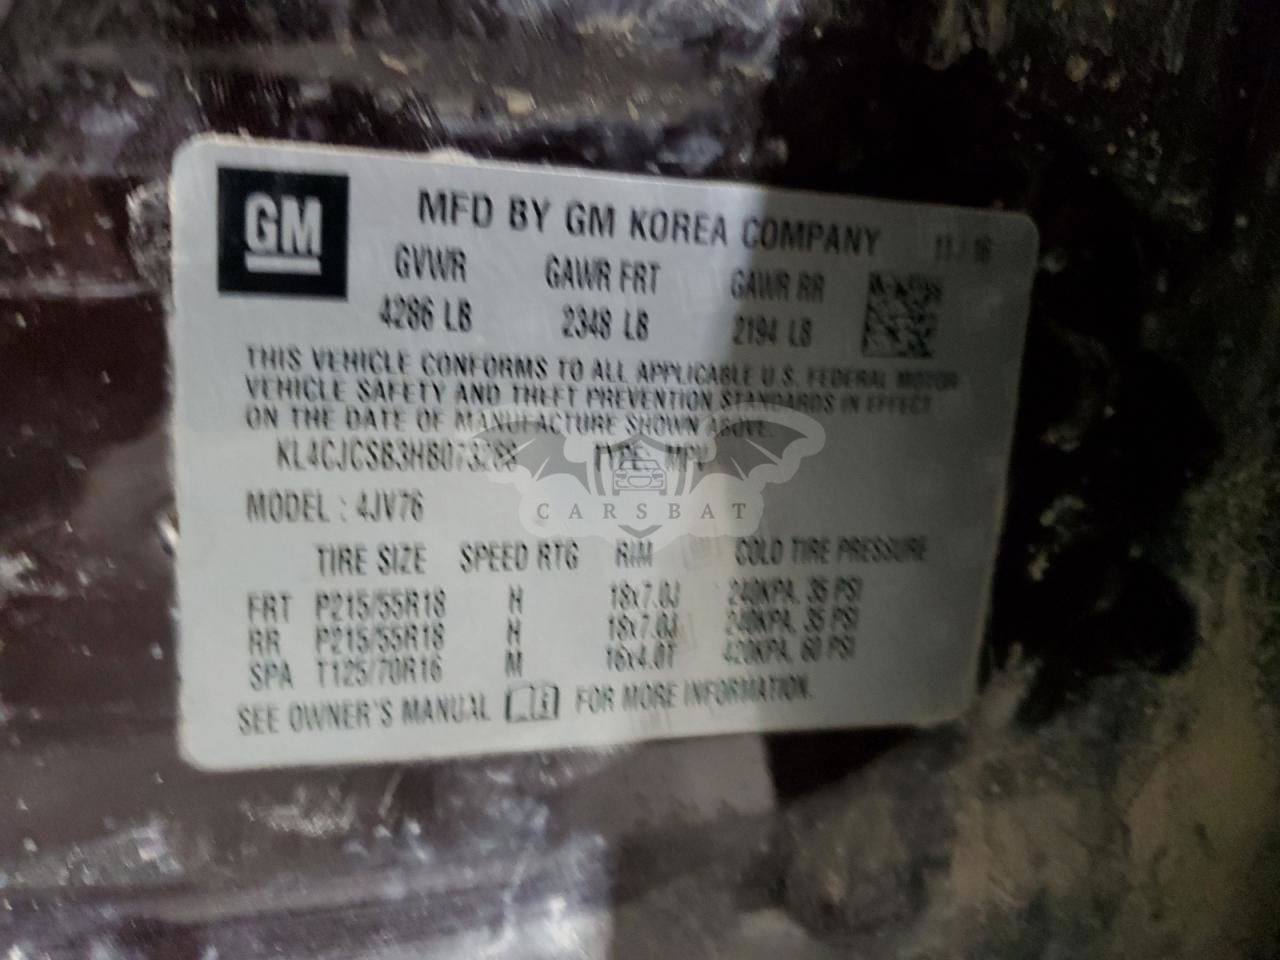 GM
MFD BY GM KOREA COMPANY 11/16
GVWR GAWR FRT GAWR RR
4286 LB 2348 LB 2194 LB
THIS VEHICLE CONFORMS TO ALL APPLICABLE U.S. FEDERAL MOTOR
VEHICLE SAFETY AND THEFT PREVENTION STANDARDS IN EFFECT
ON THE DATE OF MANUFACTURE SHOWN ABOVE.
TYPE: MPV
CARSBAT
MODEL : 4JV76
TIRE SIZE SPEED RTG RIM COLD TIRE PRESSURE
FRT P215/55R18 H 18x7.0J 240KPA, 35 PSI
RR P215/55R18 H 18x7.0J 240KPA, 35 PSI
SPA T125/70R16 M 16x4.0T 420KPA, 60 PSI
SEE OWNER'S MANUAL FOR MORE INFORMATION.